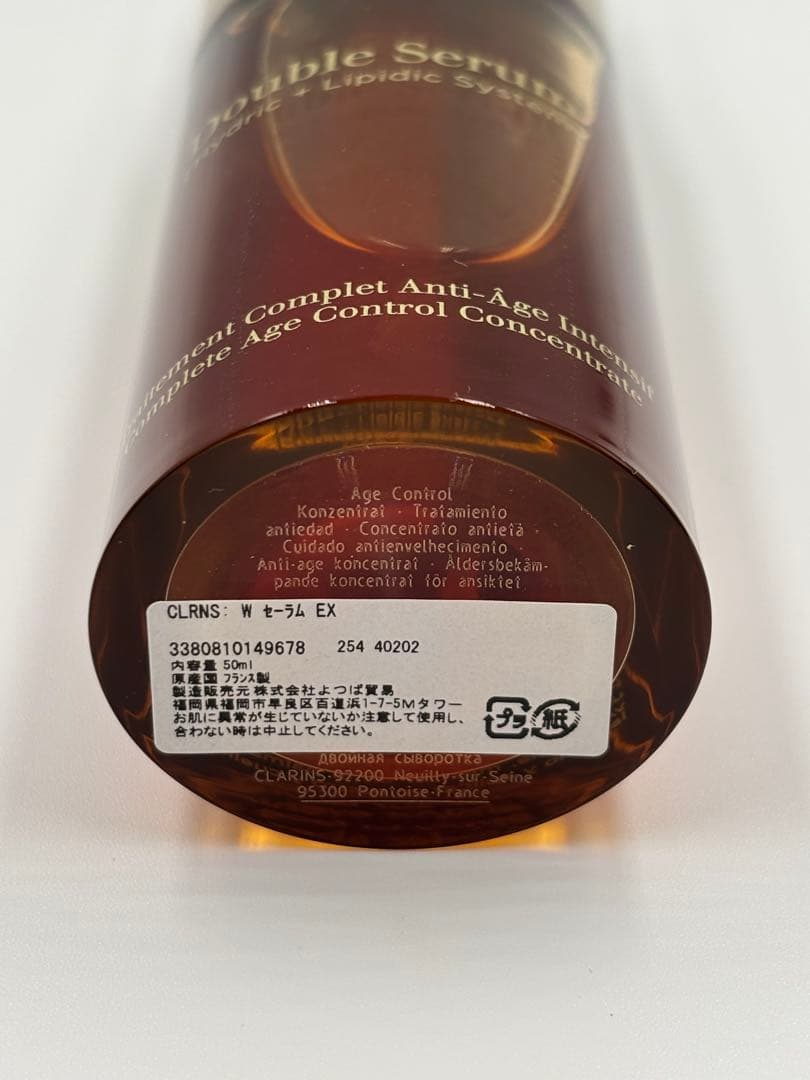 Double Serum
Hydric + Lipidic System
Traitement Complet Anti-Âge Intensif
Complete Age Control Concentrate
Age Control
Konzentrat · Tratamiento
antiedad · Concentrato antietà ·
Cuidado antienvelhecimento ·
Anti-age koncentrat · Åldersbekäm-
pande koncentrat för ansiktet
CLRNS: W セーラム EX
3380810149678 254 40202
内容量 50ml
原産国 フランス製
製造販売元 株式会社よつば貿易
福岡県福岡市早良区百道浜1-7-5Mタワー
お肌に異常が生じていないか注意して使用し、
合わない時は中止してください。
プラ 紙
двойная сыворотка
CLARINS-92200 Neuilly-sur-Seine
95300 Pontoise-France